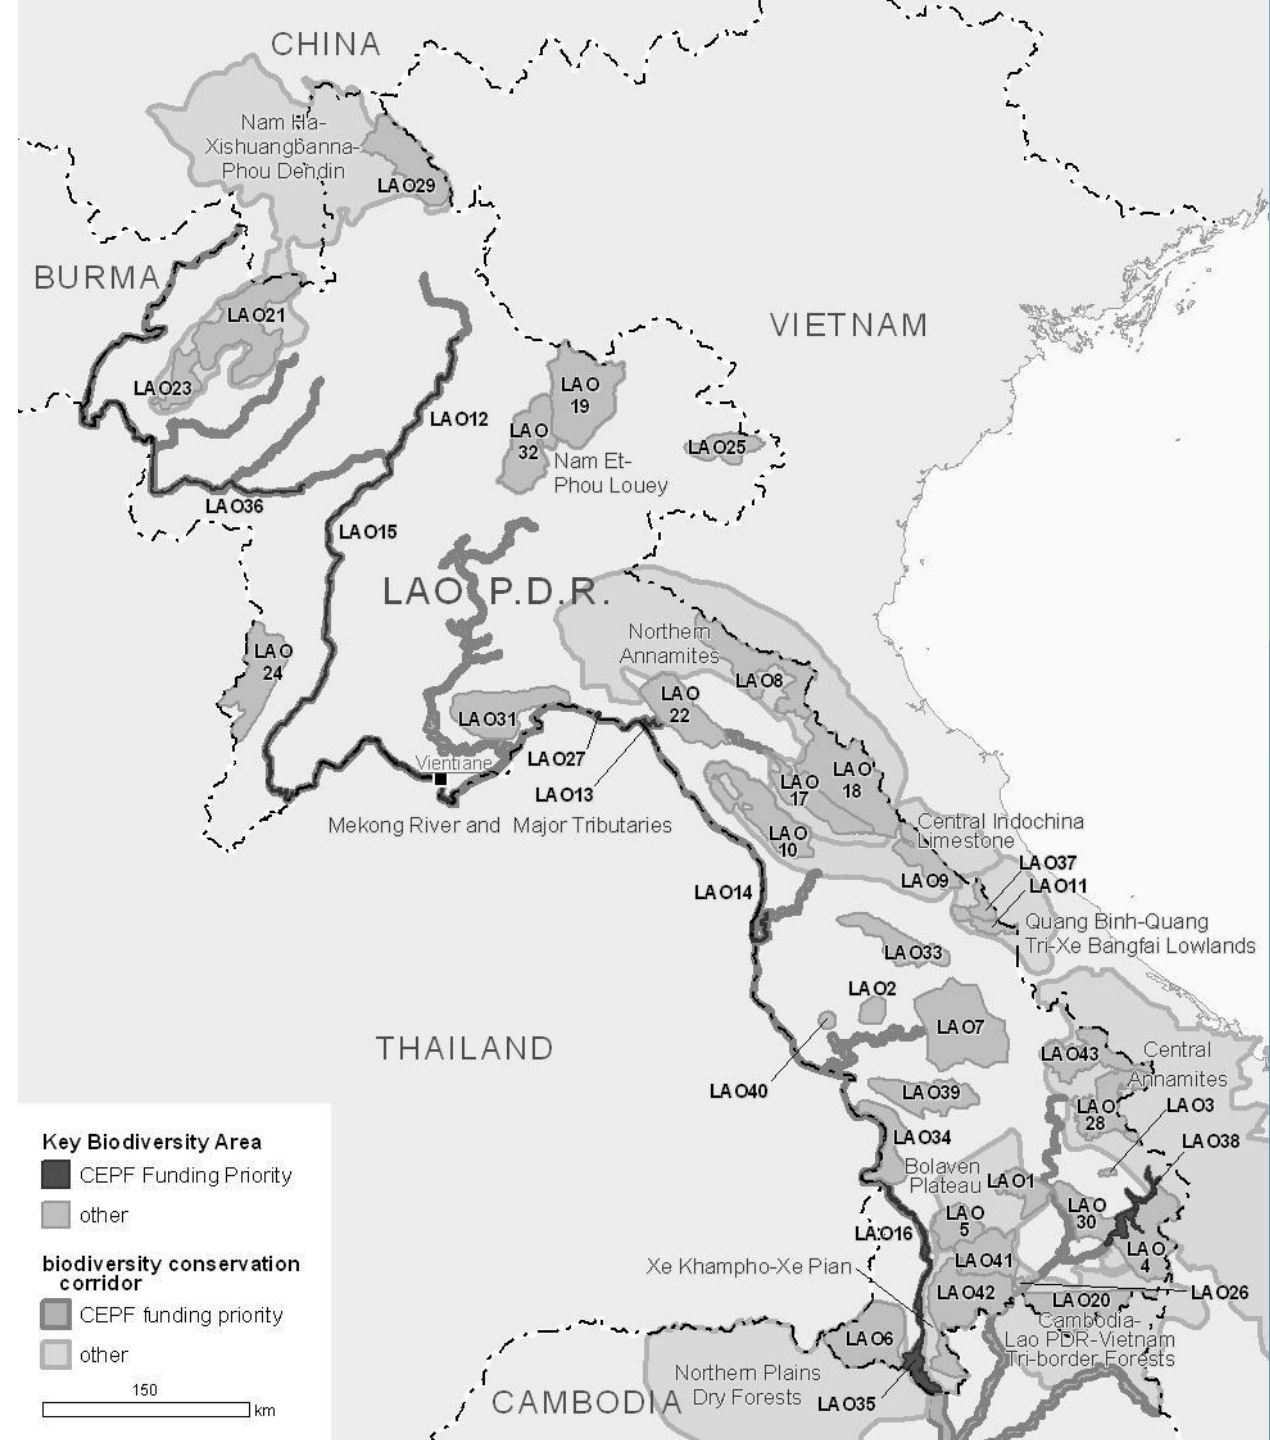 CHINA
Nam Ha-
Xishuangbanna-
Phou Dendin
LAO29
BURMA
LAO21
VIETNAM
LAO23
LAO
19
LAO12
LAO
32
LAO25
Nam Et-
Phou Louey
LAO36
LAO15
LAO P.D.R.
Northern
Annamites
LAO
24
LAO8
LAO
22
LAO31
LAO27
Vientiane
LAO
18
LAO
17
LAO13
Mekong River and Major Tributaries
LAO
10
Central Indochina
Limestone
LAO37
LAO9
LAO11
LAO14
Quang Binh-Quang
Tri-Xe Bangfai Lowlands
LAO33
LAO2
LAO7
THAILAND
LAO43
Central
Annamites
LAO40
LAO39
LAO3
LAO
28
LAO34
LAO38
Bolaven
Plateau
LAO1
LAO
30
LAO
5
LAO16
LAO
4
LAO41
Xe Khampho-Xe Pian
LAO42
LAO26
LAO20
Cambodia-
Lao PDR-Vietnam
Tri-border Forests
LAO6
Northern Plains
Dry Forests
CAMBODIA
LAO35
Key Biodiversity Area
CEPF Funding Priority
other
biodiversity conservation
corridor
CEPF funding priority
other
150
km